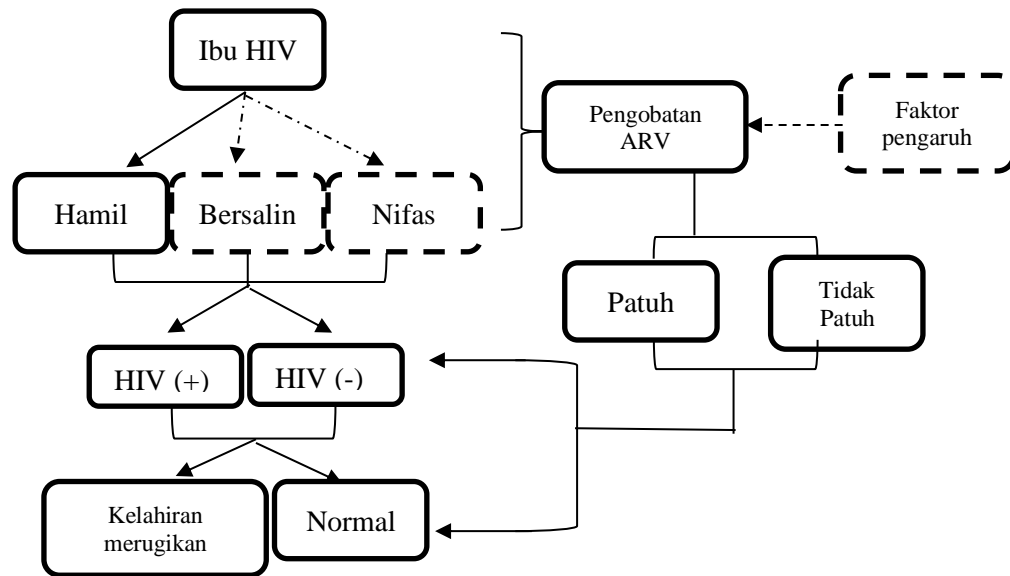 Ibu HIV
Pengobatan
ARV
Faktor
pengaruh
Hamil
Bersalin
Nifas
Patuh
Tidak
Patuh
HIV (+)
HIV (-)
Kelahiran
merugikan
Normal